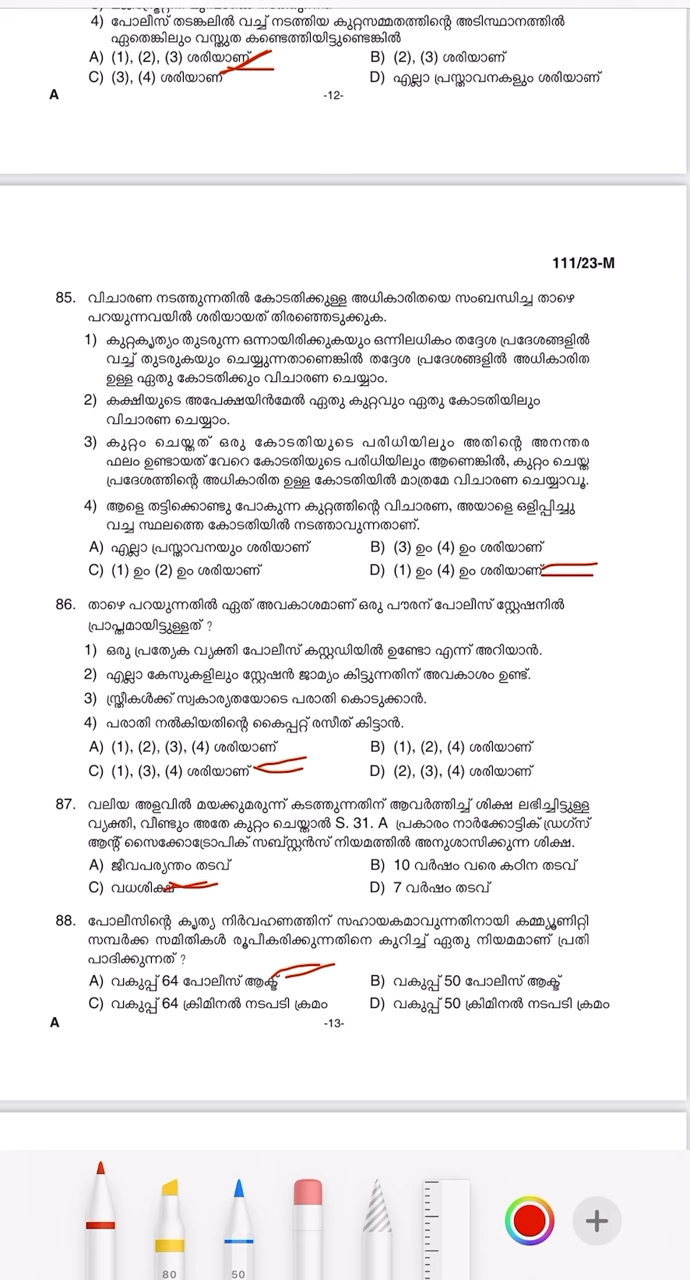 4) പോലീസ് തടങ്കലിൽ വച്ച് നടത്തിയ കുറ്റസമ്മതത്തിന്റെ അടിസ്ഥാനത്തിൽ
ഏതെങ്കിലും വസ്തുത കണ്ടെത്തിയിട്ടുണ്ടെങ്കിൽ
A) (1), (2), (3) ശരിയാണ് B) (2), (3) ശരിയാണ്
C) (3), (4) ശരിയാണ് D) എല്ലാ പ്രസ്താവനകളും ശരിയാണ്
A -12-
111/23-M
85. വിചാരണ നടത്തുന്നതിൽ കോടതിക്കുള്ള അധികാരിതയെ സംബന്ധിച്ച താഴെ
പറയുന്നവയിൽ ശരിയായത് തിരഞ്ഞെടുക്കുക.
1) കുറ്റകൃത്യം തുടരുന്ന ഒന്നായിരിക്കുകയും ഒന്നിലധികം തദ്ദേശ പ്രദേശങ്ങളിൽ
വച്ച് തുടരുകയും ചെയ്യുന്നതാണെങ്കിൽ തദ്ദേശ പ്രദേശങ്ങളിൽ അധികാരിത
ഉള്ള ഏതു കോടതിക്കും വിചാരണ ചെയ്യാം.
2) കക്ഷിയുടെ അപേക്ഷയിൻമേൽ ഏതു കുറ്റവും ഏതു കോടതിയിലും
വിചാരണ ചെയ്യാം.
3) കുറ്റം ചെയ്തത് ഒരു കോടതിയുടെ പരിധിയിലും അതിന്റെ അനന്തര
ഫലം ഉണ്ടായത് വേറെ കോടതിയുടെ പരിധിയിലും ആണെങ്കിൽ, കുറ്റം ചെയ്ത
പ്രദേശത്തിന്റെ അധികാരിത ഉള്ള കോടതിയിൽ മാത്രമേ വിചാരണ ചെയ്യാവൂ.
4) ആളെ തട്ടിക്കൊണ്ടു പോകുന്ന കുറ്റത്തിന്റെ വിചാരണ, അയാളെ ഒളിപ്പിച്ചു
വച്ച സ്ഥലത്തെ കോടതിയിൽ നടത്താവുന്നതാണ്.
A) എല്ലാ പ്രസ്താവനയും ശരിയാണ് B) (3) ഉം (4) ഉം ശരിയാണ്
C) (1) ഉം (2) ഉം ശരിയാണ് D) (1) ഉം (4) ഉം ശരിയാണ്
86. താഴെ പറയുന്നതിൽ ഏത് അവകാശമാണ് ഒരു പൗരന് പോലീസ് സ്റ്റേഷനിൽ
പ്രാപ്തമായിട്ടുള്ളത് ?
1) ഒരു പ്രത്യേക വ്യക്തി പോലീസ് കസ്റ്റഡിയിൽ ഉണ്ടോ എന്ന് അറിയാൻ.
2) എല്ലാ കേസുകളിലും സ്റ്റേഷൻ ജാമ്യം കിട്ടുന്നതിന് അവകാശം ഉണ്ട്.
3) സ്ത്രീകൾക്ക് സ്വകാര്യതയോടെ പരാതി കൊടുക്കാൻ.
4) പരാതി നൽകിയതിന്റെ കൈപ്പറ്റ് രസീത് കിട്ടാൻ.
A) (1), (2), (3), (4) ശരിയാണ് B) (1), (2), (4) ശരിയാണ്
C) (1), (3), (4) ശരിയാണ് D) (2), (3), (4) ശരിയാണ്
87. വലിയ അളവിൽ മയക്കുമരുന്ന് കടത്തുന്നതിന് ആവർത്തിച്ച് ശിക്ഷ ലഭിച്ചിട്ടുള്ള
വ്യക്തി, വീണ്ടും അതേ കുറ്റം ചെയ്താൽ S. 31. A പ്രകാരം നാർക്കോട്ടിക് ഡ്രഗ്സ്
ആന്റ് സൈക്കോട്രോപിക് സബ്സ്റ്റൻസ് നിയമത്തിൽ അനുശാസിക്കുന്ന ശിക്ഷ.
A) ജീവപര്യന്തം തടവ് B) 10 വർഷം വരെ കഠിന തടവ്
C) വധശിക്ഷ D) 7 വർഷം തടവ്
88. പോലീസിന്റെ കൃത്യ നിർവഹണത്തിന് സഹായകമാവുന്നതിനായി കമ്മ്യൂണിറ്റി
സമ്പർക്ക സമിതികൾ രൂപീകരിക്കുന്നതിനെ കുറിച്ച് ഏതു നിയമമാണ് പ്രതി
പാദിക്കുന്നത് ?
A) വകുപ്പ് 64 പോലീസ് ആക്ട് B) വകുപ്പ് 50 പോലീസ് ആക്ട്
C) വകുപ്പ് 64 ക്രിമിനൽ നടപടി ക്രമം D) വകുപ്പ് 50 ക്രിമിനൽ നടപടി ക്രമം
A -13-
80 50